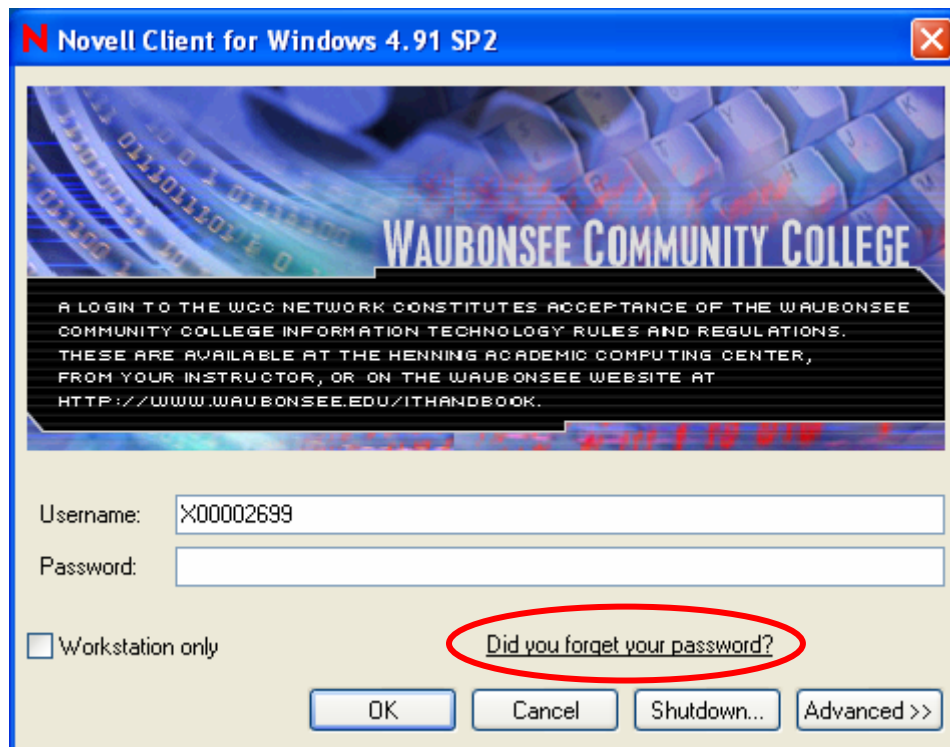 N Novell Client for Windows 4.91 SP2
WAUBONSEE COMMUNITY COLLEGE
A LOGIN TO THE WCC NETWORK CONSTITUTES ACCEPTANCE OF THE WAUBONSEE
COMMUNITY COLLEGE INFORMATION TECHNOLOGY RULES AND REGULATIONS.
THESE ARE AVAILABLE AT THE HENNING ACADEMIC COMPUTING CENTER,
FROM YOUR INSTRUCTOR, OR ON THE WAUBONSEE WEBSITE AT
HTTP://WWW.WAUBONSEE.EDU/ITHANDBOOK.
Username: X00002699
Password:
Workstation only Did you forget your password?
OK Cancel Shutdown... Advanced >>